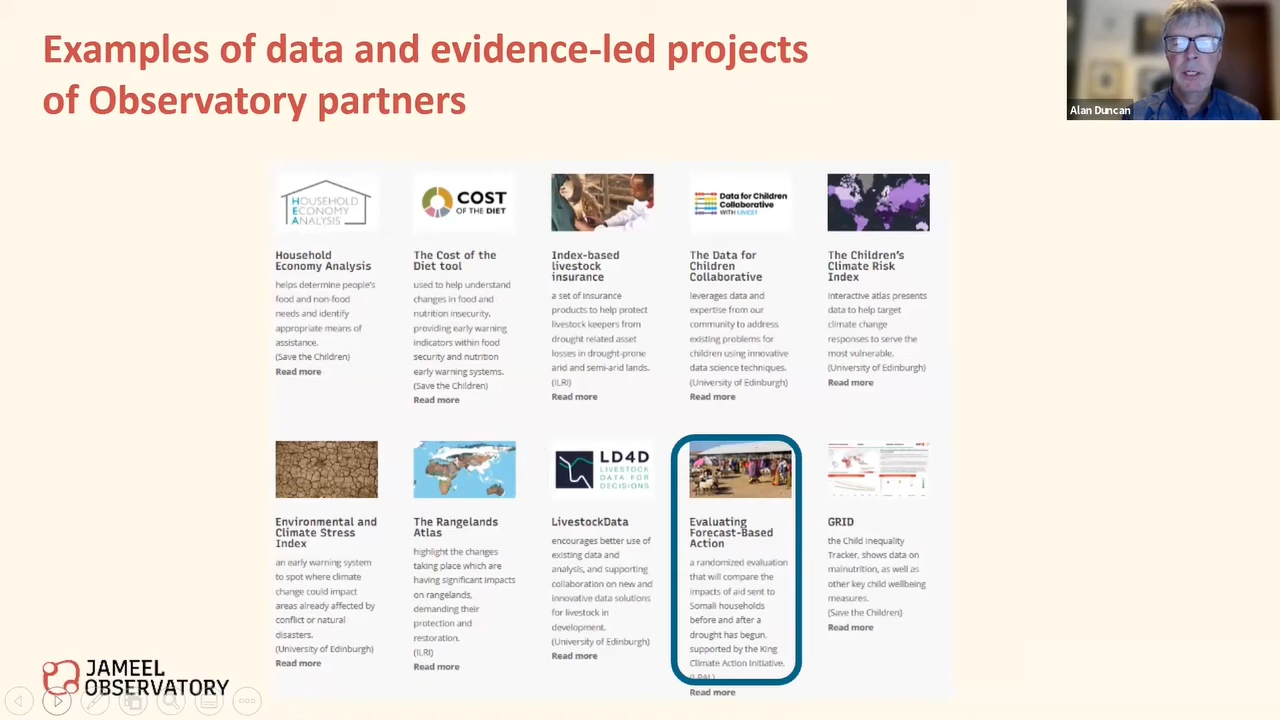 Examples of data and evidence-led projects
of Observatory partners
Alan Duncan
HOUSEHOLD
ECONOMY
ANALYSIS
COST
OF THE DIET
Data for Children
Collaborative
WITH UNICEF
Household
Economy Analysis
helps determine people's
food and non-food
needs and identify
appropriate means of
assistance.
(Save the Children)
Read more
The Cost of the
Diet tool
used to help understand
changes in food and
nutrition insecurity,
providing early warning
indicators within food
security and nutrition
early warning systems.
(Save the Children)
Read more
Index-based
livestock
insurance
a set of insurance
products to help protect
livestock keepers from
drought related asset
losses in drought-prone
arid and semi-arid lands.
(ILRI)
Read more
The Data for
Children
Collaborative
leverages data and
expertise from our
community to address
existing problems for
children using innovative
data science techniques.
(University of Edinburgh)
Read more
The Children's
Climate Risk
Index
interactive atlas presents
data to help target
climate change
responses to serve the
most vulnerable.
(University of Edinburgh)
Read more
LD4D
LIVESTOCK
DATA FOR
DECISIONS
Environmental and
Climate Stress
Index
an early warning system
to spot where climate
change could impact
areas already affected by
conflict or natural
disasters.
(University of Edinburgh)
Read more
The Rangelands
Atlas
highlight the changes
taking place which are
having significant impacts
on rangelands,
demanding their
protection and
restoration.
(ILRI)
Read more
LivestockData
encourages better use of
existing data and
analysis, and supporting
collaboration on new and
innovative data solutions
for livestock in
development.
(University of Edinburgh)
Read more
Evaluating
Forecast-Based
Action
a randomized evaluation
that will compare the
impacts of aid sent to
Somali households
before and after a
drought has begun,
supported by the King
Climate Action Initiative.
(J-PAL)
Read more
GRID
the Child Inequality
Tracker, shows data on
malnutrition, as well as
other key child wellbeing
measures.
(Save the Children)
Read more
JAMEEL
OBSERVATORY